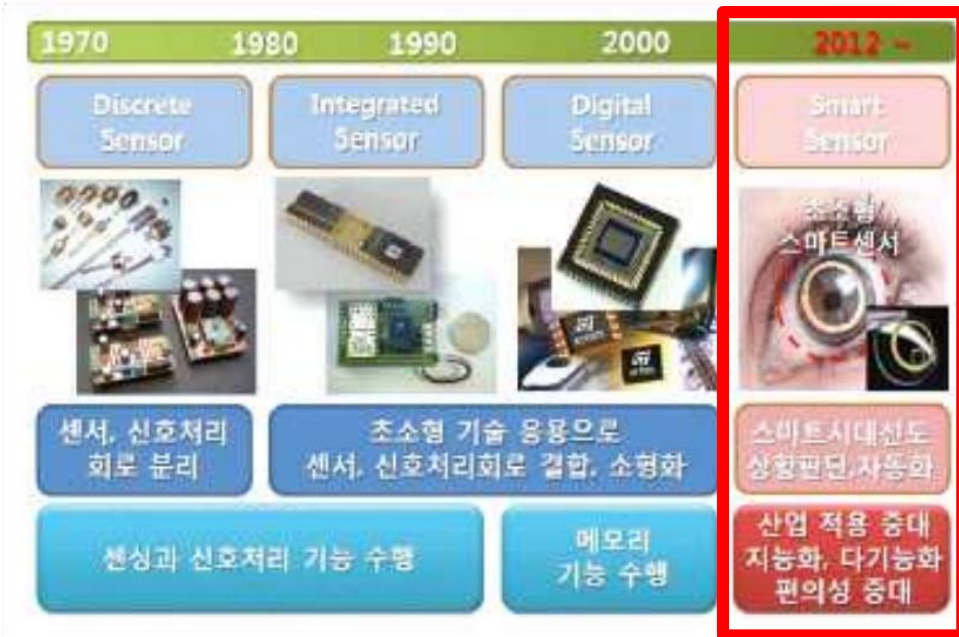 1970 1980 1990 2000 2012 ~
Discrete
Sensor
Integrated
Sensor
Digital
Sensor
Smart
Sensor
초소형
스마트센서
센서, 신호처리
회로 분리
초소형 기술 응용으로
센서, 신호처리회로 결합, 소형화
스마트시대선도
상황판단,자동화
센싱과 신호처리 기능 수행
메모리
기능 수행
산업 적용 증대
지능화, 다기능화
편의성 증대